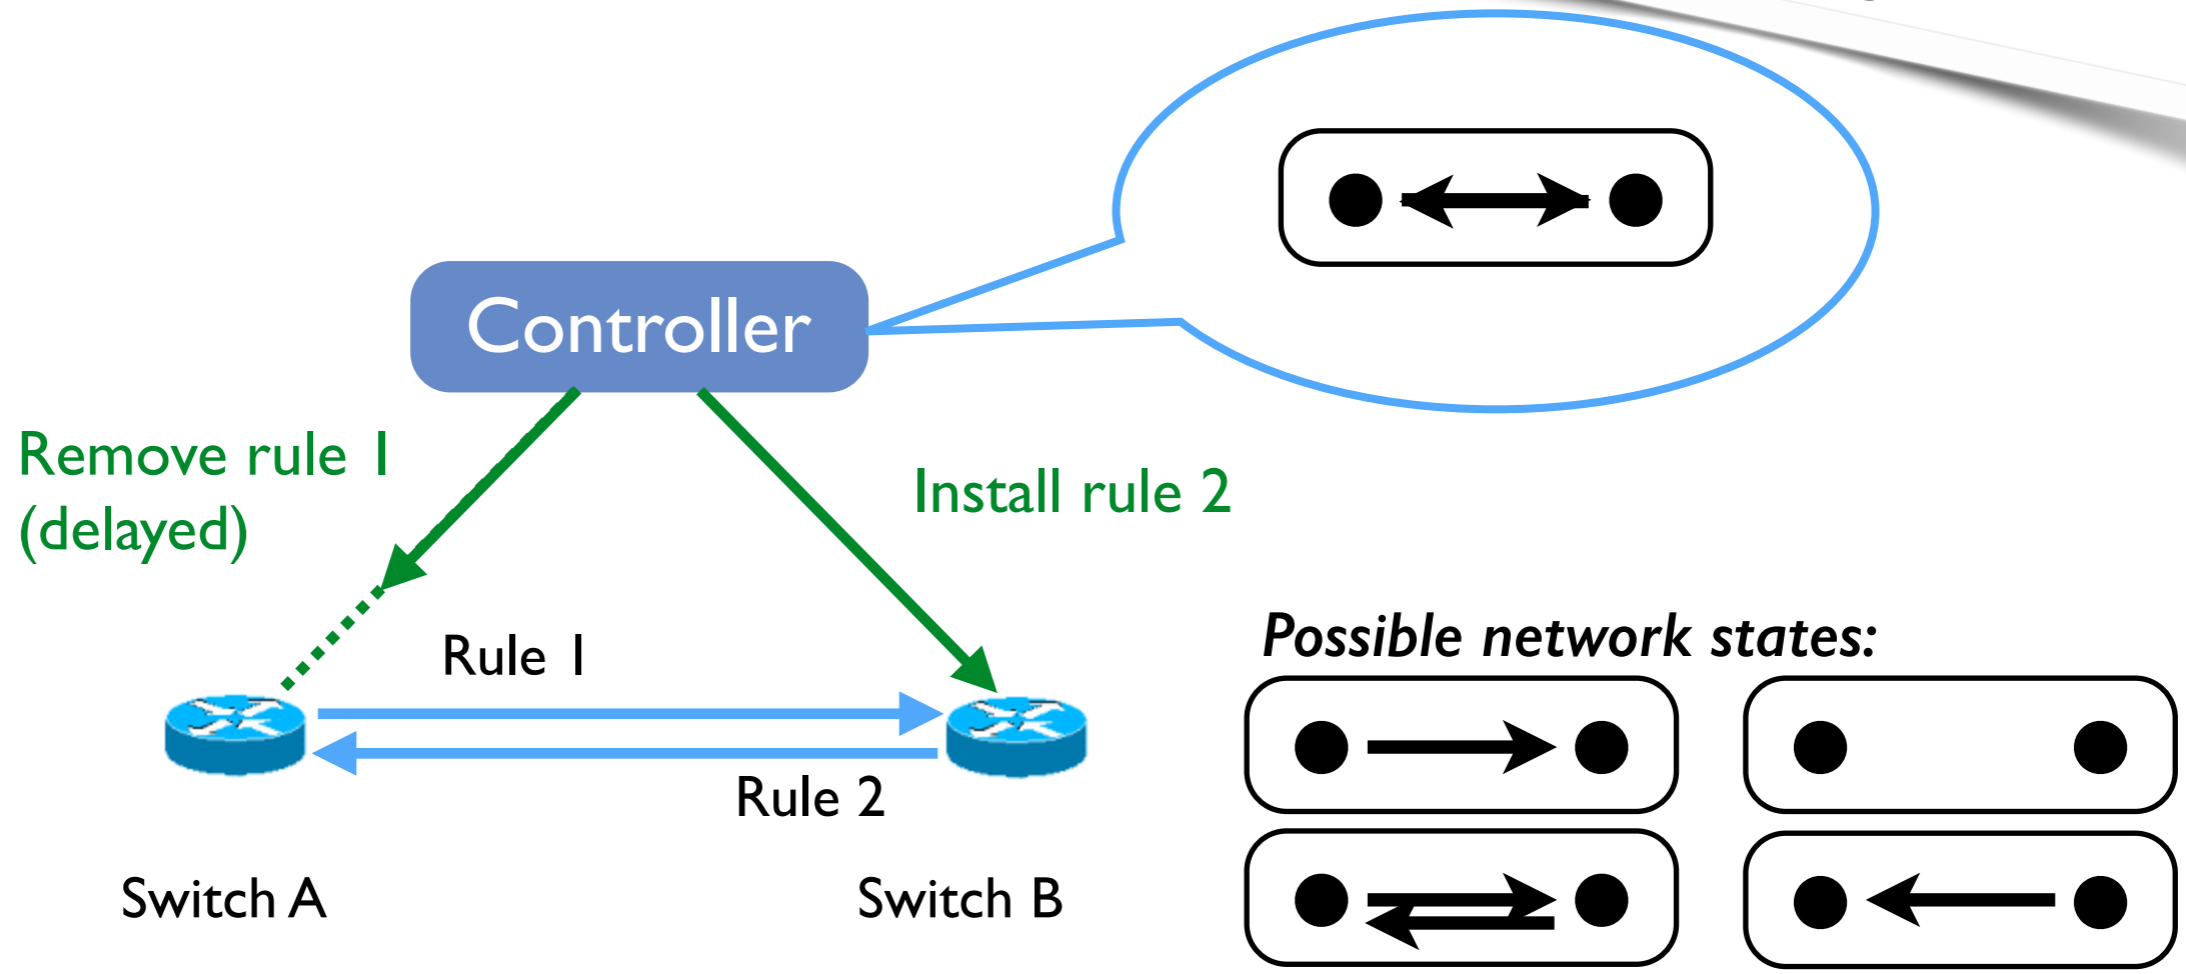 Controller
Remove rule 1
(delayed)
Install rule 2
Rule 1
Rule 2
Switch A
Switch B
Possible network states: